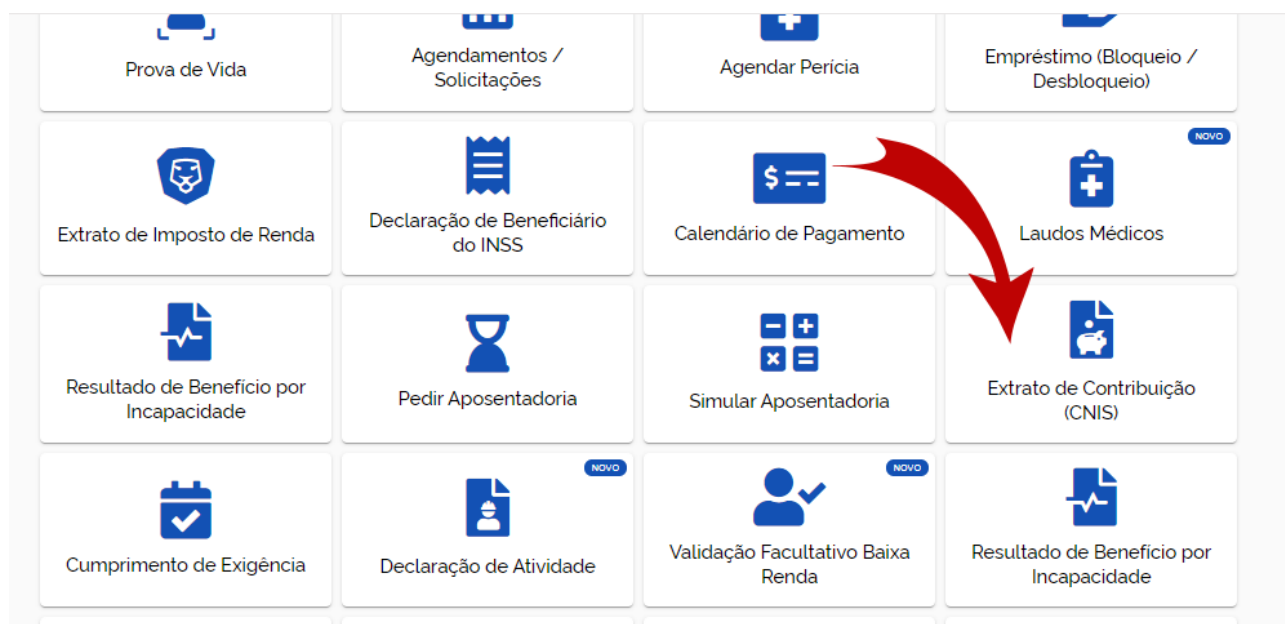 Prova de Vida
Agendamentos /
Solicitações
Agendar Perícia
Empréstimo (Bloqueio /
Desbloqueio)
Extrato de Imposto de Renda
Declaração de Beneficiário
do INSS
$
Calendário de Pagamento
NOVO
Laudos Médicos
Resultado de Benefício por
Incapacidade
Pedir Aposentadoria
Simular Aposentadoria
Extrato de Contribuição
(CNIS)
Cumprimento de Exigência
NOVO
Declaração de Atividade
NOVO
Validação Facultativo Baixa
Renda
Resultado de Benefício por
Incapacidade